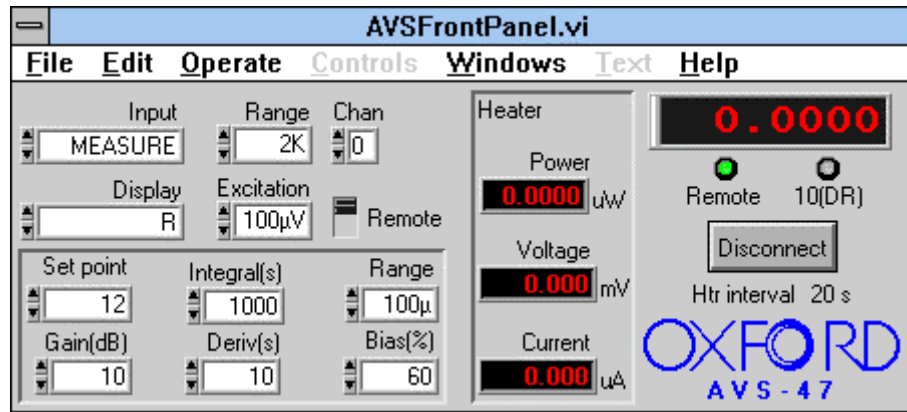 AVSFrontPanel.vi
File Edit Operate Controls Windows Text Help
Input Range Chan
MEASURE 2K 0
Display Excitation
R 100µV Remote
Set point Integral(s) Range
12 1000 100µ
Gain(dB) Deriv(s) Bias(%)
10 10 60
Heater
Power
0.0000 uW
Voltage
0.000 mV
Current
0.000 uA
0.0000
Remote 10(DR)
Disconnect
Htr interval 20 s
OXFORD
AVS-47